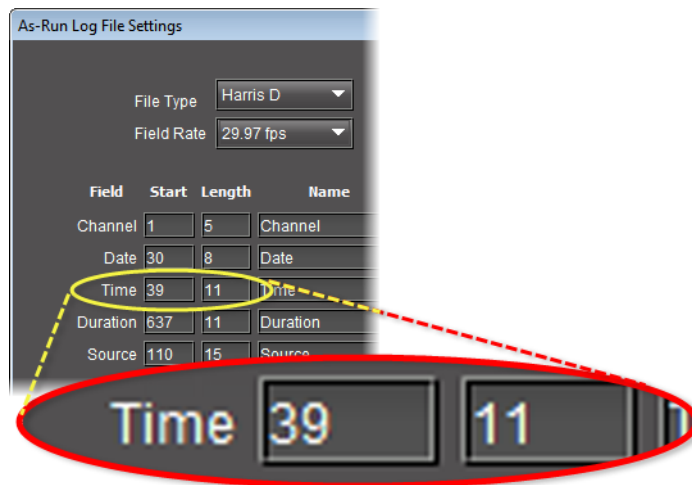 As-Run Log File Settings
File Type Harris D
Field Rate 29.97 fps
Field Start Length Name
Channel 1 5 Channel
Date 30 8 Date
Time 39 11 Time
Duration 637 11 Duration
Source 110 15 Source
Time 39 11